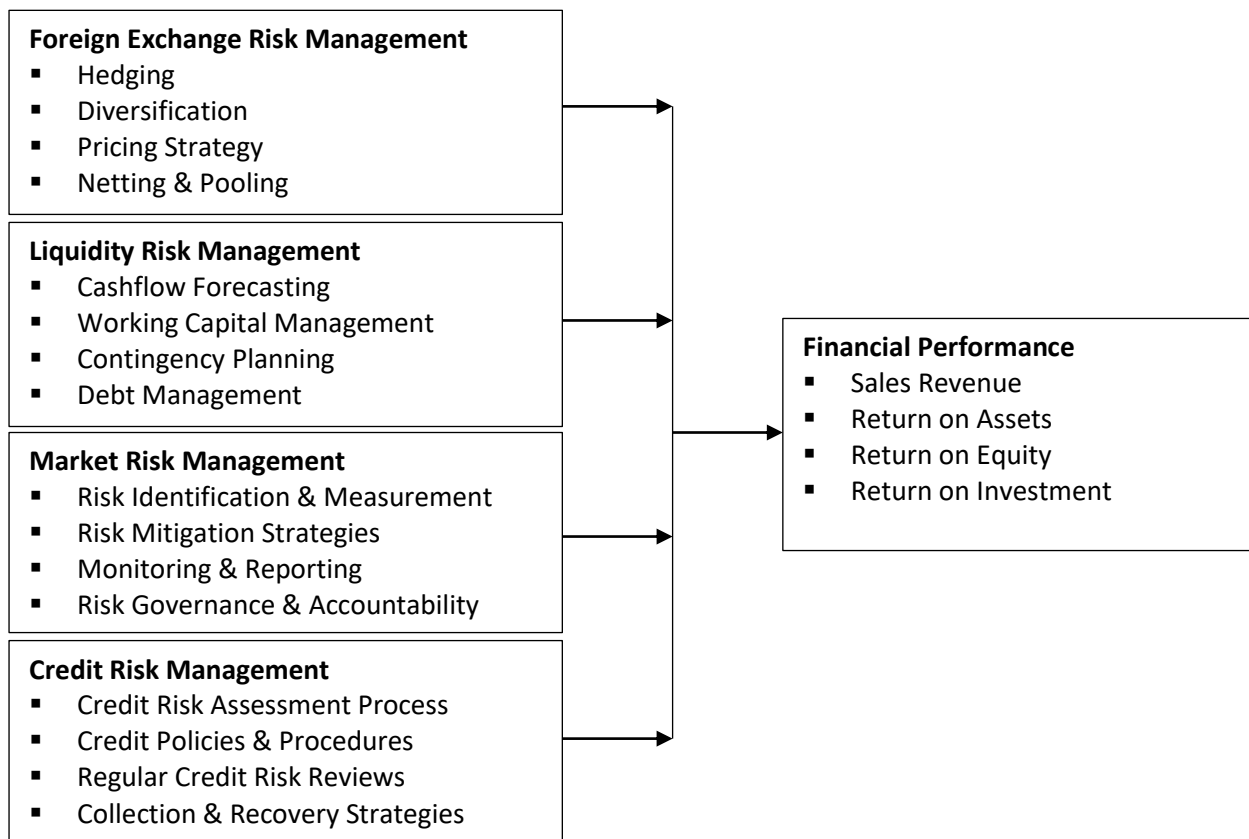 Foreign Exchange Risk Management
▪ Hedging
▪ Diversification
▪ Pricing Strategy
▪ Netting & Pooling
Liquidity Risk Management
▪ Cashflow Forecasting
▪ Working Capital Management
▪ Contingency Planning
▪ Debt Management
Market Risk Management
▪ Risk Identification & Measurement
▪ Risk Mitigation Strategies
▪ Monitoring & Reporting
▪ Risk Governance & Accountability
Credit Risk Management
▪ Credit Risk Assessment Process
▪ Credit Policies & Procedures
▪ Regular Credit Risk Reviews
▪ Collection & Recovery Strategies
Financial Performance
▪ Sales Revenue
▪ Return on Assets
▪ Return on Equity
▪ Return on Investment